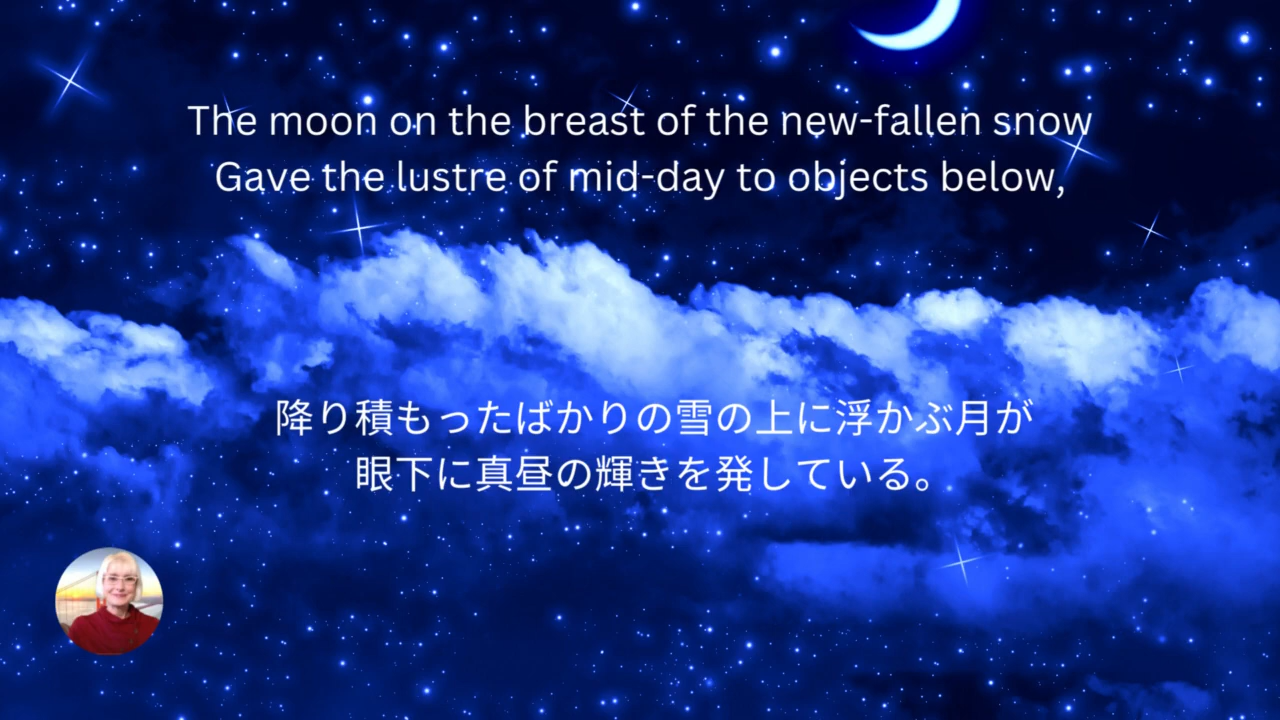 The moon on the breast of the new-fallen snow
Gave the lustre of mid-day to objects below,
降り積もったばかりの雪の上に浮かぶ月が
眼下に真昼の輝きを発している。